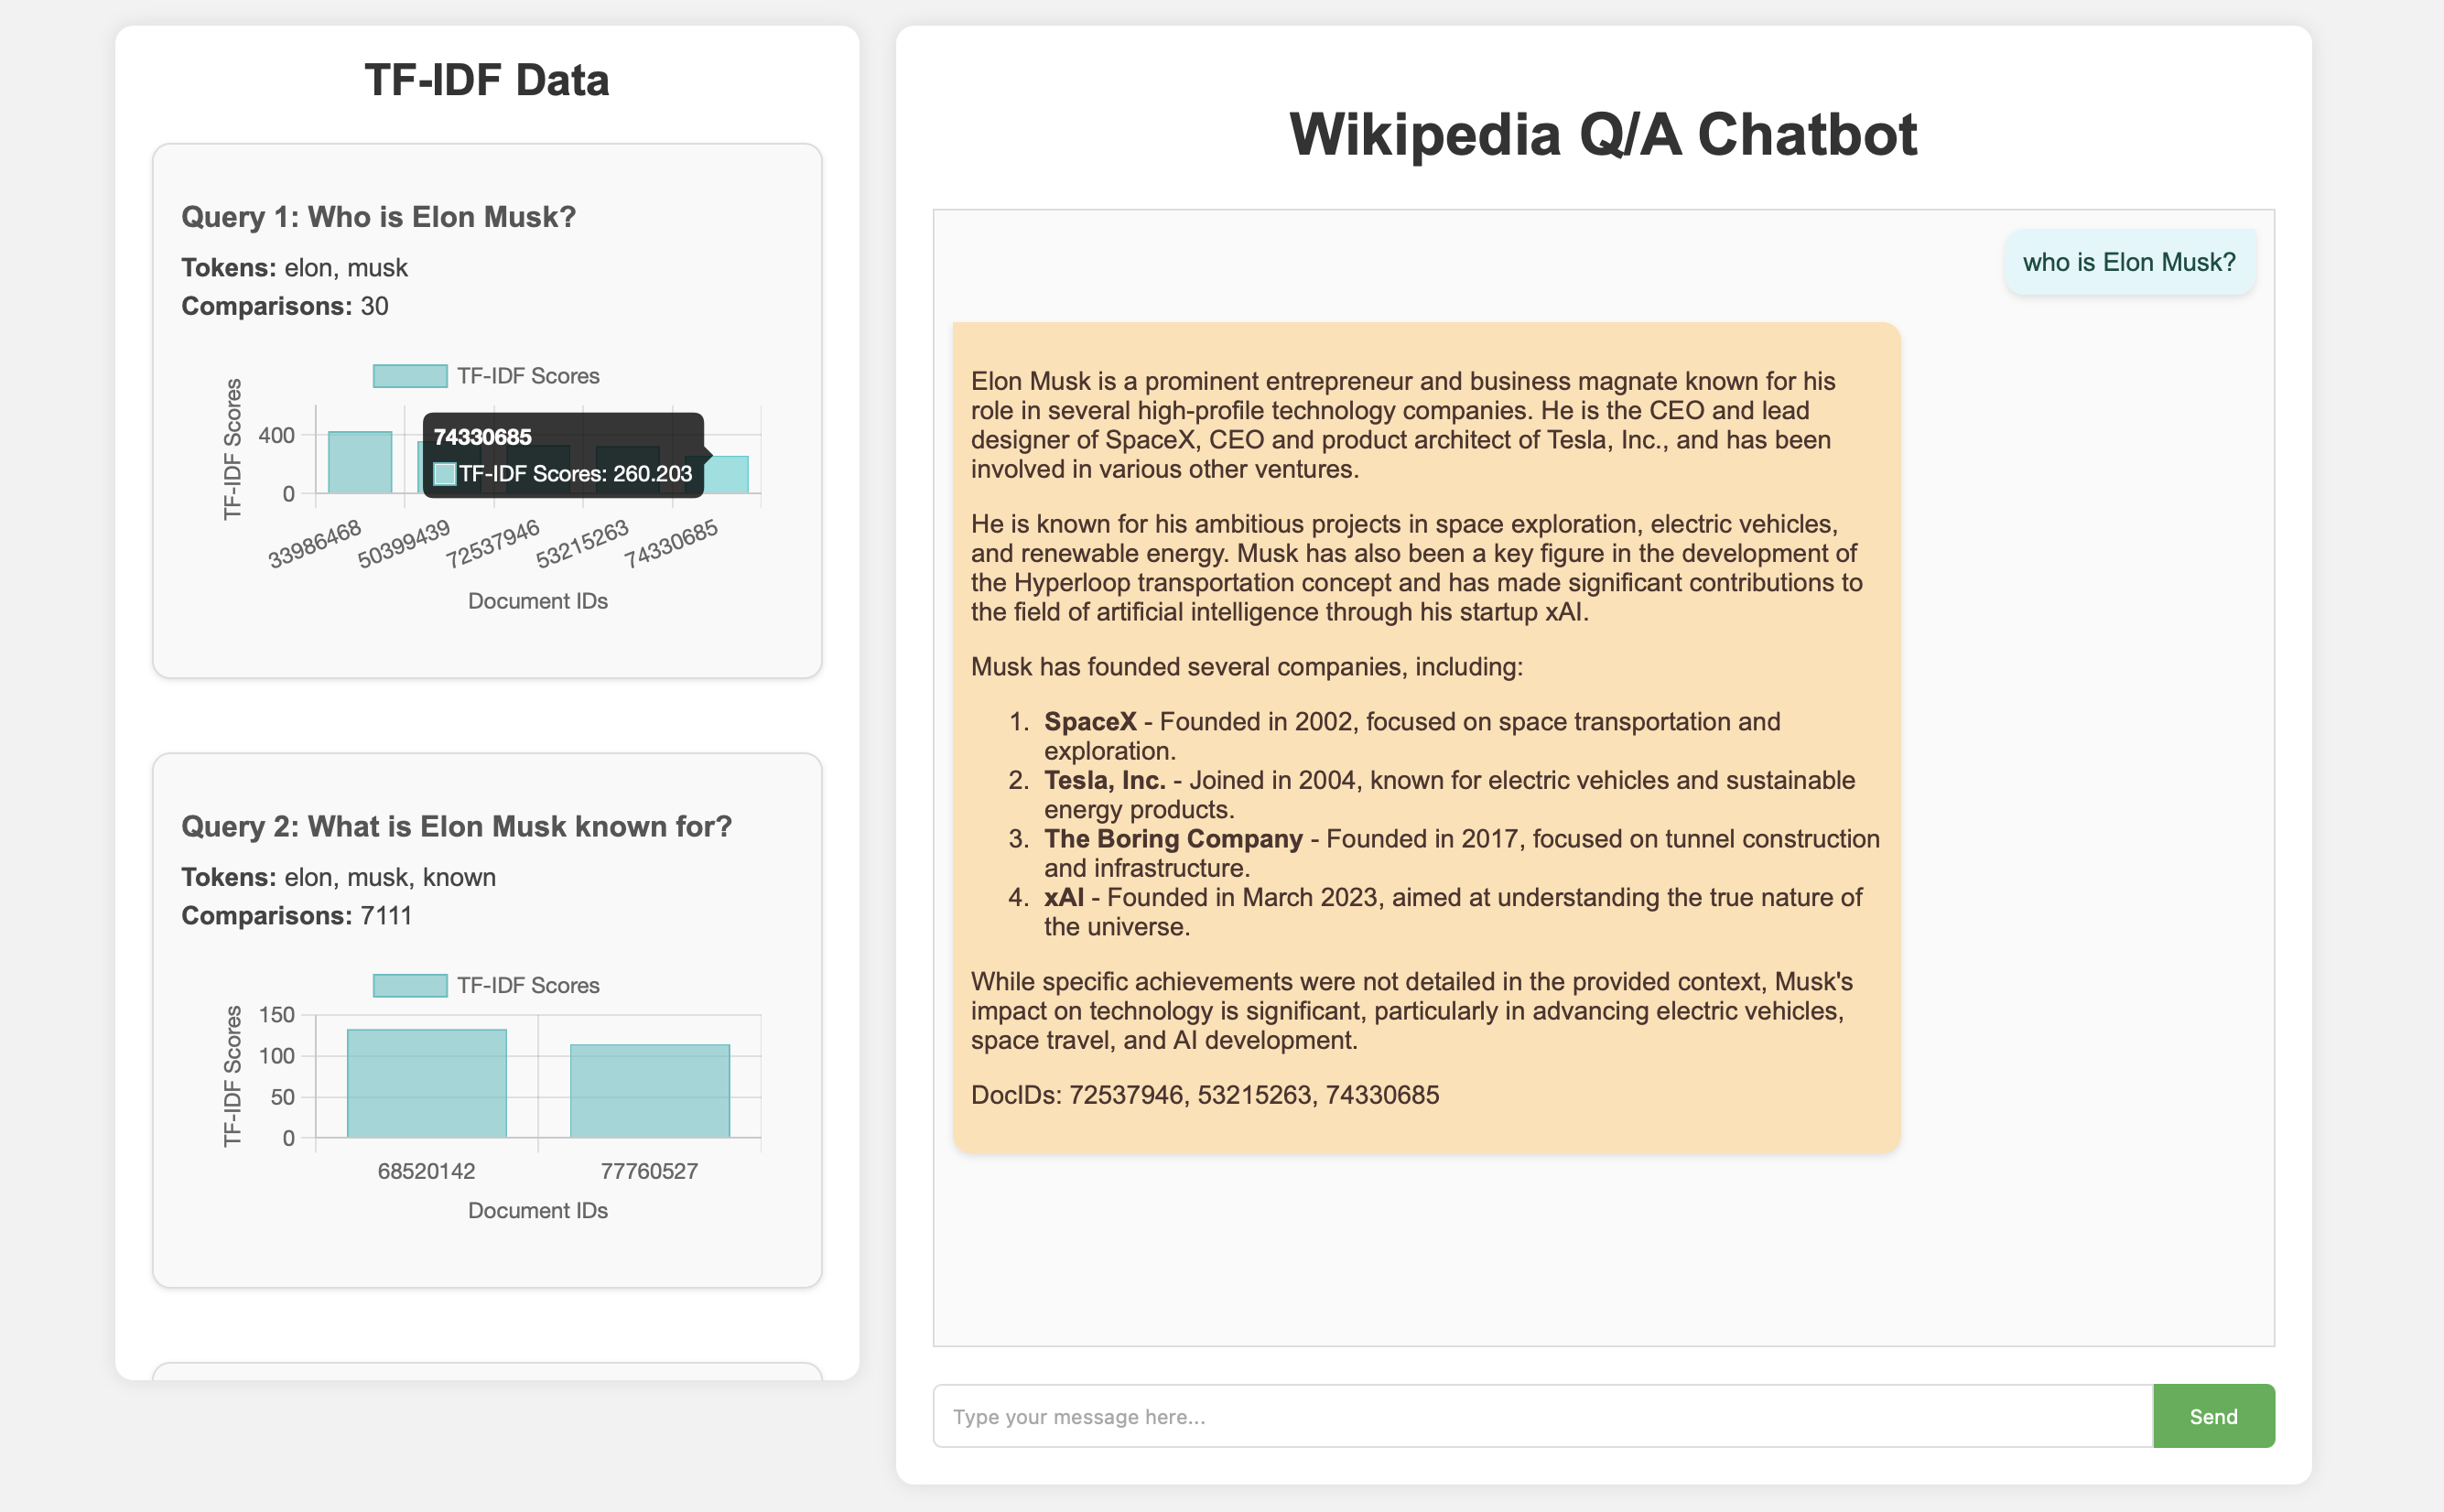 TF-IDF Data
Query 1: Who is Elon Musk?
Tokens: elon, musk
Comparisons: 30
TF-IDF Scores
TF-IDF Scores
400
0
74330685
TF-IDF Scores: 260.203
33986468
50399439
72537946
53215263
74330685
Document IDs
Query 2: What is Elon Musk known for?
Tokens: elon, musk, known
Comparisons: 7111
TF-IDF Scores
TF-IDF Scores
150
100
50
0
68520142
77760527
Document IDs
Wikipedia Q/A Chatbot
who is Elon Musk?
Elon Musk is a prominent entrepreneur and business magnate known for his
role in several high-profile technology companies. He is the CEO and lead
designer of SpaceX, CEO and product architect of Tesla, Inc., and has been
involved in various other ventures.
He is known for his ambitious projects in space exploration, electric vehicles,
and renewable energy. Musk has also been a key figure in the development of
the Hyperloop transportation concept and has made significant contributions to
the field of artificial intelligence through his startup xAI.
Musk has founded several companies, including:
1. SpaceX - Founded in 2002, focused on space transportation and
exploration.
2. Tesla, Inc. - Joined in 2004, known for electric vehicles and sustainable
energy products.
3. The Boring Company - Founded in 2017, focused on tunnel construction
and infrastructure.
4. xAI - Founded in March 2023, aimed at understanding the true nature of
the universe.
While specific achievements were not detailed in the provided context, Musk's
impact on technology is significant, particularly in advancing electric vehicles,
space travel, and AI development.
DocIDs: 72537946, 53215263, 74330685
Type your message here...
Send